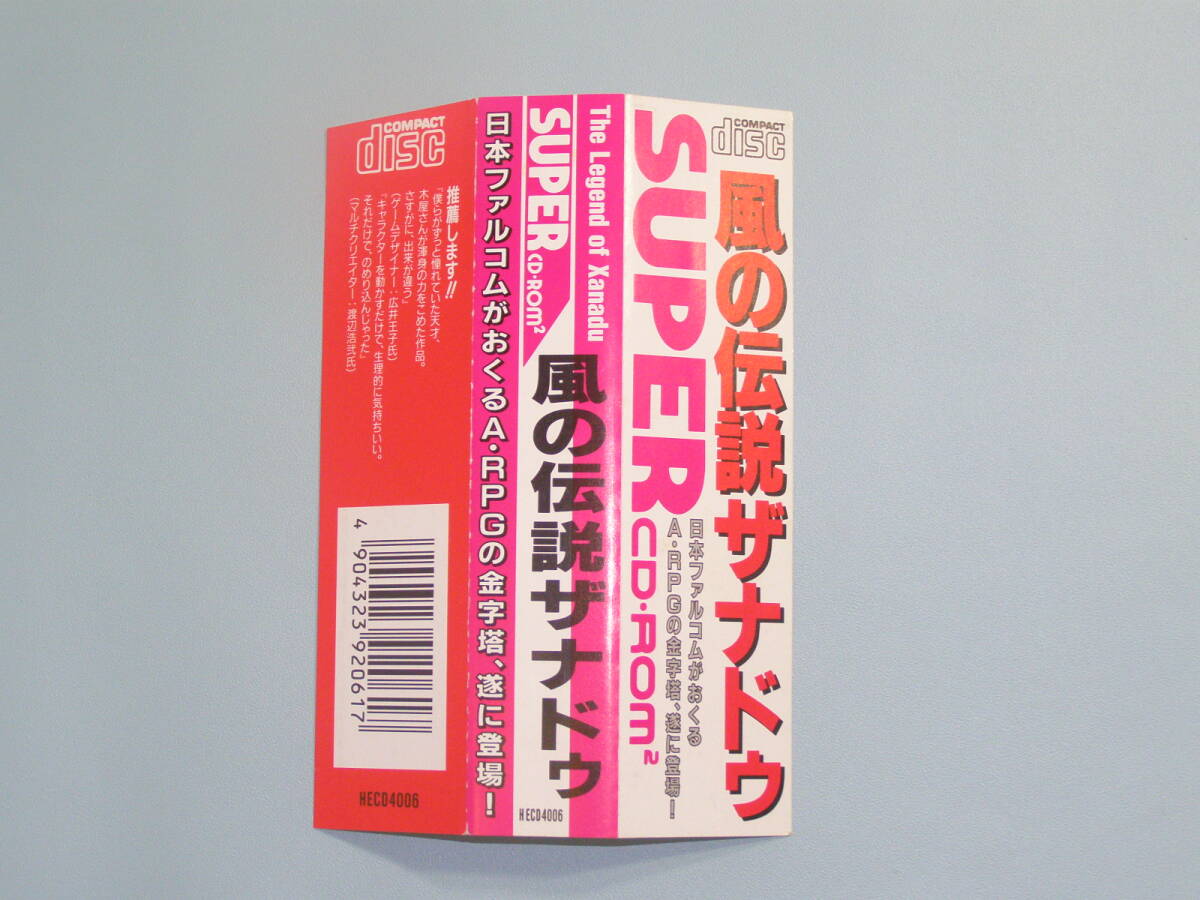 COMPACT
disc
風の伝説ザナドゥ
SUPER
CD-ROM²
日本ファルコムがおくる
A・RPGの金字塔、遂に登場!
The Legend of Xanadu
SUPER
CD-ROM²
風の伝説ザナドゥ
HECD4006
日本ファルコムがおくるA・RPGの金字塔、遂に登場!
COMPACT
disc
推薦します!!
「僕らがずっと憧れていた天才、
木屋さんが渾身の力をこめた作品。
さすがに、出来が違う」
(ゲームデザイナー:広井王子氏)
「キャラクターを動かすだけで、生理的に気持ちいい。
それだけで、のめり込んじゃった」
(マルチクリエイター:渡辺浩弐氏)
4 904323 920617
HECD4006